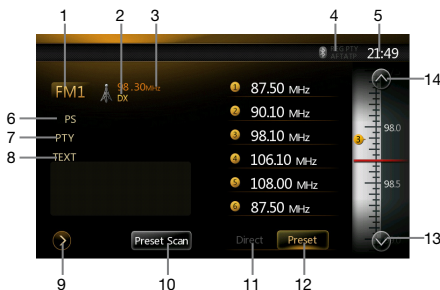 1 2 3 4 5
REG PTY
AF TA TP
21:49
FM1 98.30MHz
DX
6 PS
7 PTY
8 TEXT
1 87.50 MHz
2 90.10 MHz
3 98.10 MHz
4 106.10 MHz
5 108.00 MHz
6 87.50 MHz
14
98.0
3
98.5
13
Preset Scan Direct Preset
9 10 11 12